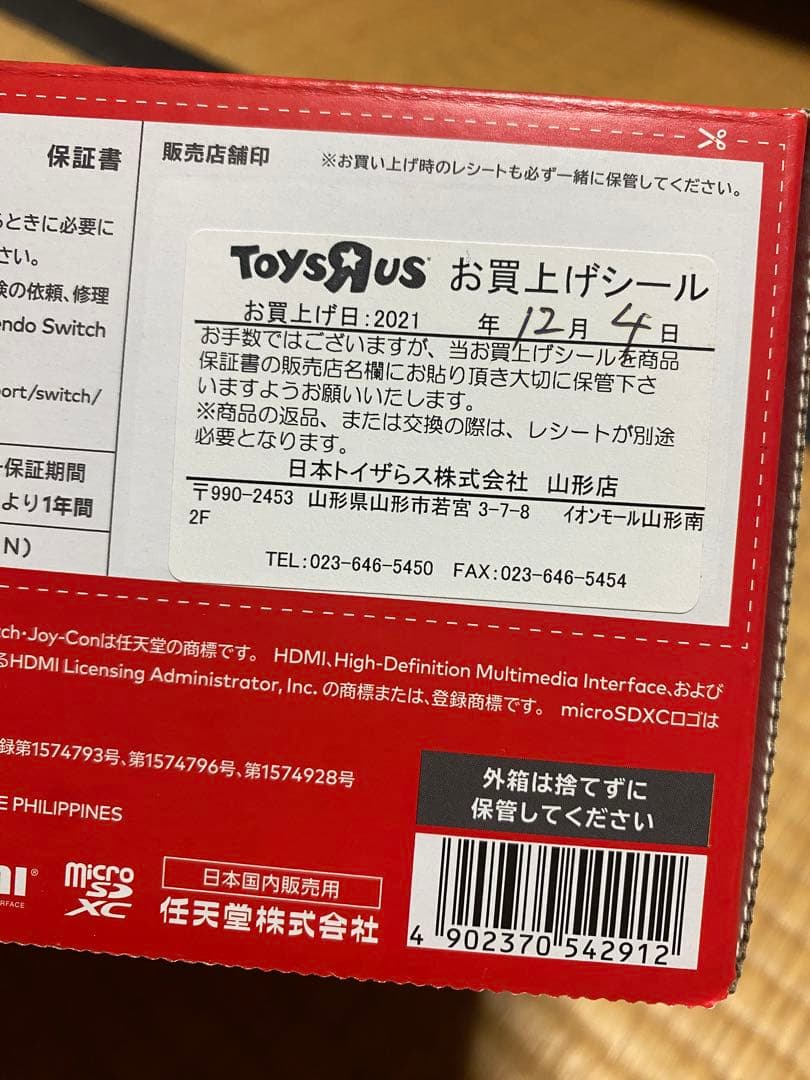 保証書
販売店舗印
※お買い上げ時のレシートも必ず一緒に保管してください。
ときに必要に
さい。
の依頼、修理
endo Switch
port/switch/
保証期間
より1年間
N)
TOYSRUS お買上げシール
お買上げ日:2021 年 12月 4日
お手数ではございますが、当お買上げシールを商品
保証書の販売店名欄にお貼り頂き大切に保管下さ
いますようお願いいたします。
※商品の返品、または交換の際は、レシートが別途
必要となります。
日本トイザらス株式会社 山形店
〒990-2453 山形県山形市若宮 3-7-8 イオンモール山形南
2F
TEL:023-646-5450 FAX:023-646-5454
tch・Joy-Conは任天堂の商標です。 HDMI、High-Definition Multimedia Interface、および
るHDMI Licensing Administrator, Inc. の商標または、登録商標です。 microSDXCロゴは
録第1574793号、第1574796号、第1574928号
E PHILIPPINES
外箱は捨てずに
保管してください
micro
SD
XC
日本国内販売用
任天堂株式会社
4 902370 542912